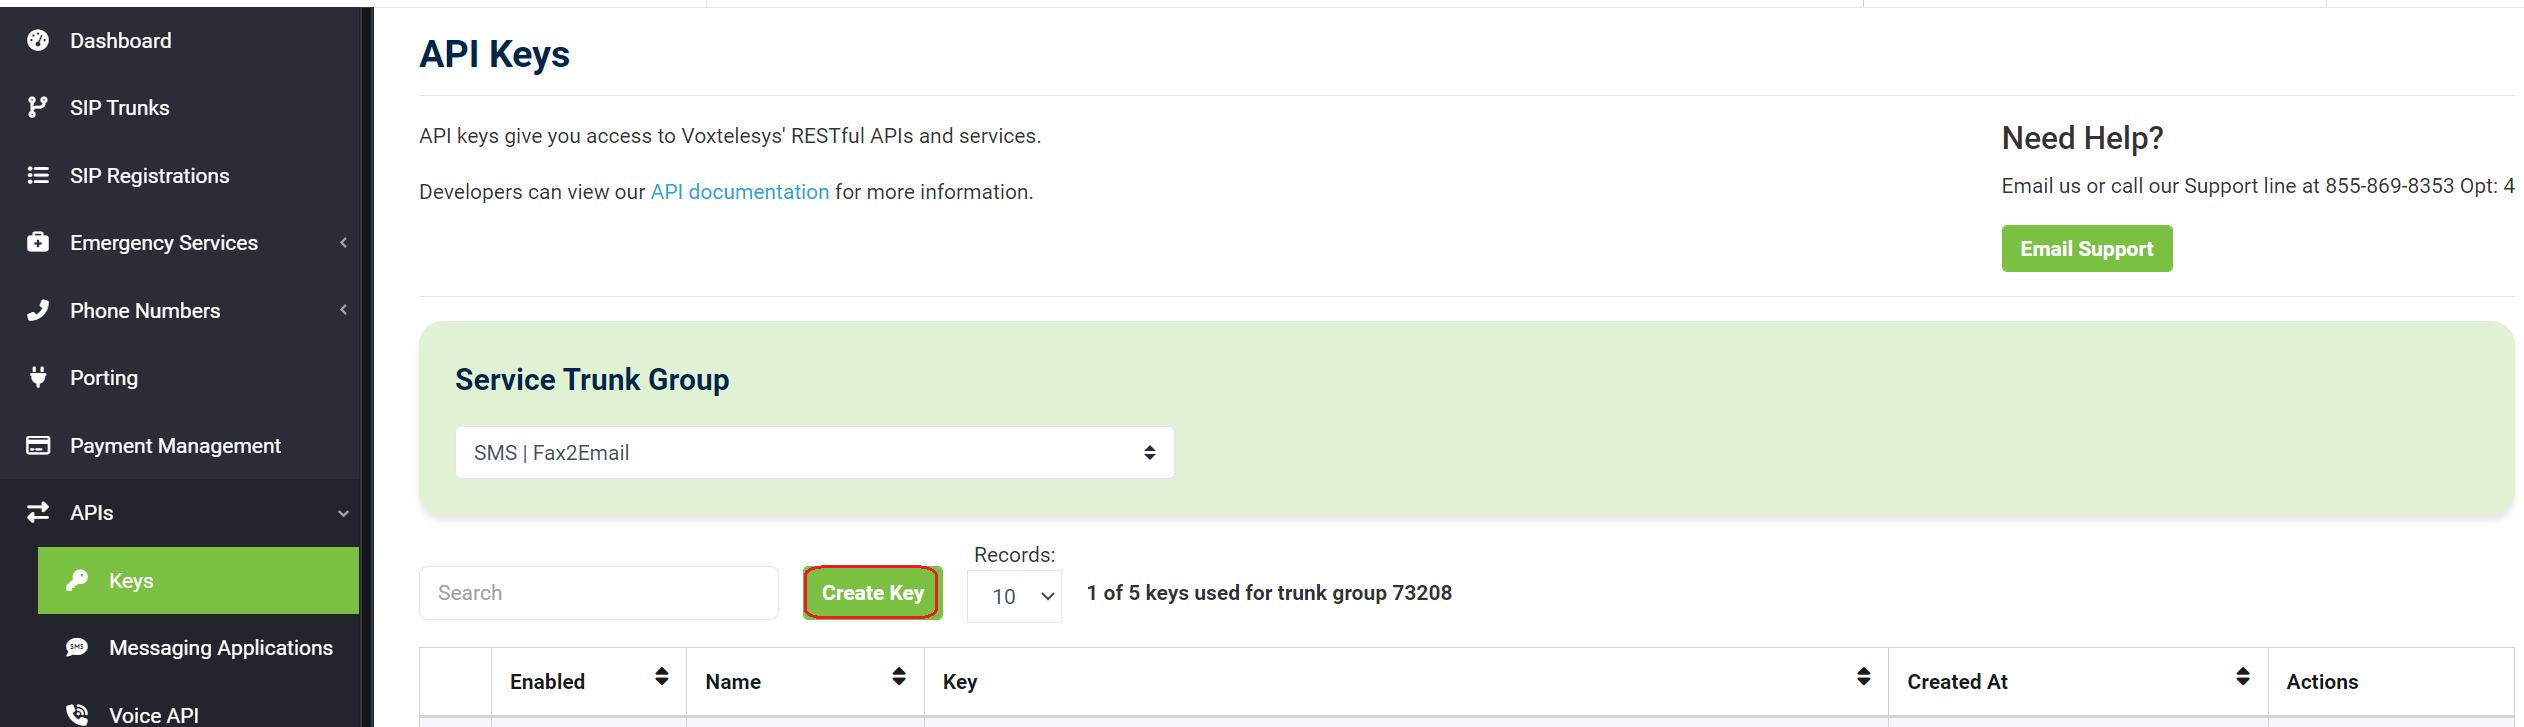 Dashboard
SIP Trunks
SIP Registrations
Emergency Services
Phone Numbers
Porting
Payment Management
APIs
Keys
Messaging Applications
Voice API
API Keys
API keys give you access to Voxtelesys' RESTful APIs and services.
Developers can view our API documentation for more information.
Need Help?
Email us or call our Support line at 855-869-8353 Opt: 4
Email Support
Service Trunk Group
SMS | Fax2Email
Search
Create Key
Records:
10
1 of 5 keys used for trunk group 73208
Enabled
Name
Key
Created At
Actions